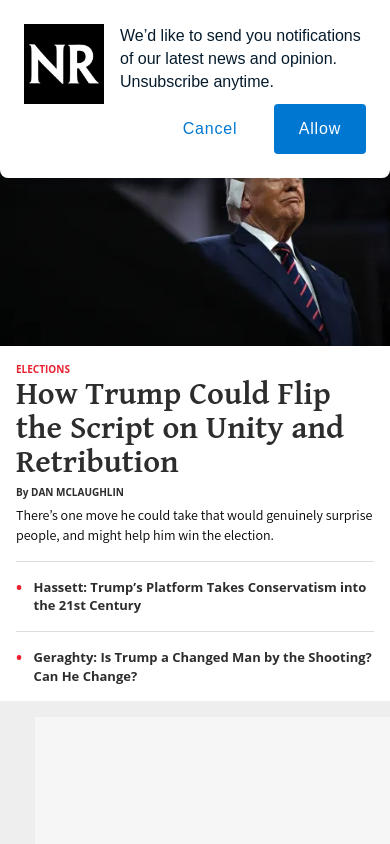 NR
We’d like to send you notifications
of our latest news and opinion.
Unsubscribe anytime.
Cancel
Allow
ELECTIONS
How Trump Could Flip
the Script on Unity and
Retribution
By DAN MCLAUGHLIN
There’s one move he could take that would genuinely surprise
people, and might help him win the election.
Hassett: Trump’s Platform Takes Conservatism into
the 21st Century
Geraghty: Is Trump a Changed Man by the Shooting?
Can He Change?